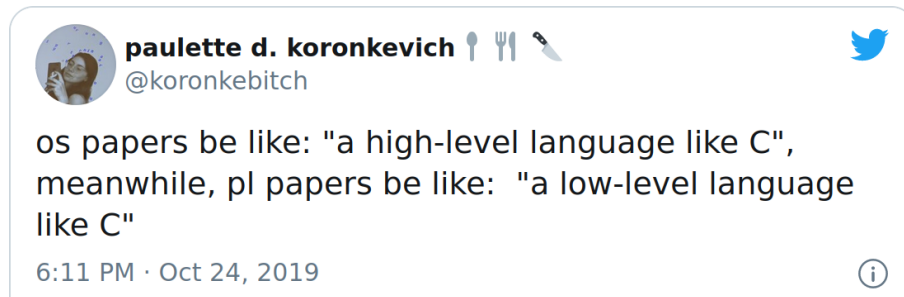 paulette d. koronkevich🥄 🍴 🔪
@koronkebitch
os papers be like: "a high-level language like C",
meanwhile, pl papers be like:  "a low-level language
like C"
6:11 PM · Oct 24, 2019